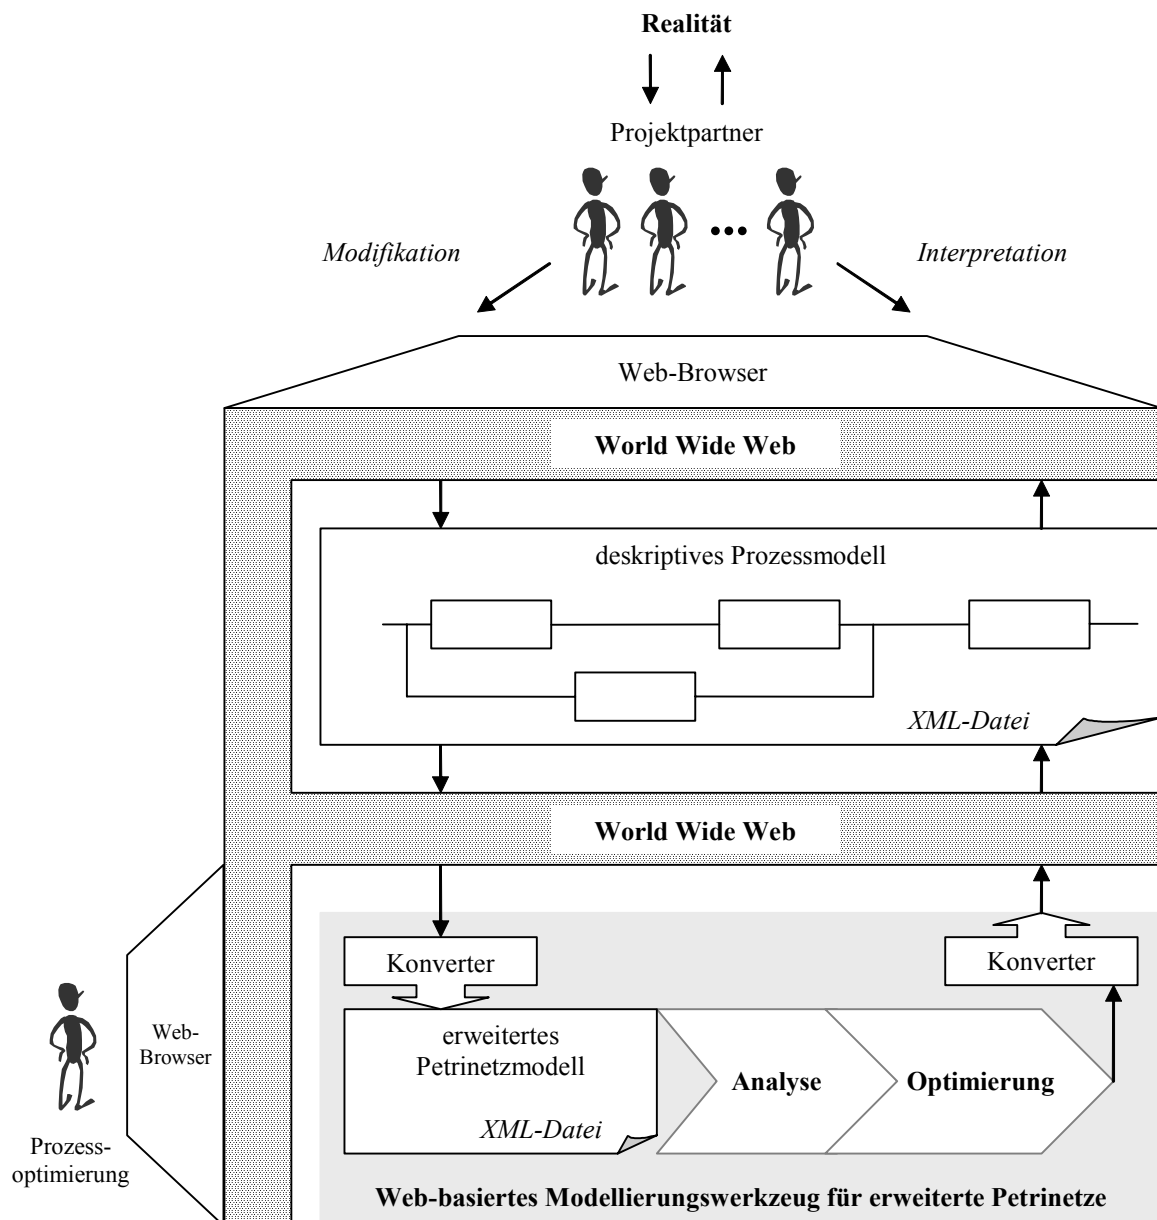 Realität
Projektpartner
Modifikation
Interpretation
Web-Browser
World Wide Web
deskriptives Prozessmodell
XML-Datei
World Wide Web
Konverter
Konverter
erweitertes
Petrinetzmodell
XML-Datei
Analyse
Optimierung
Web-
Browser
Prozess-
optimierung
Web-basiertes Modellierungswerkzeug für erweiterte Petrinetze